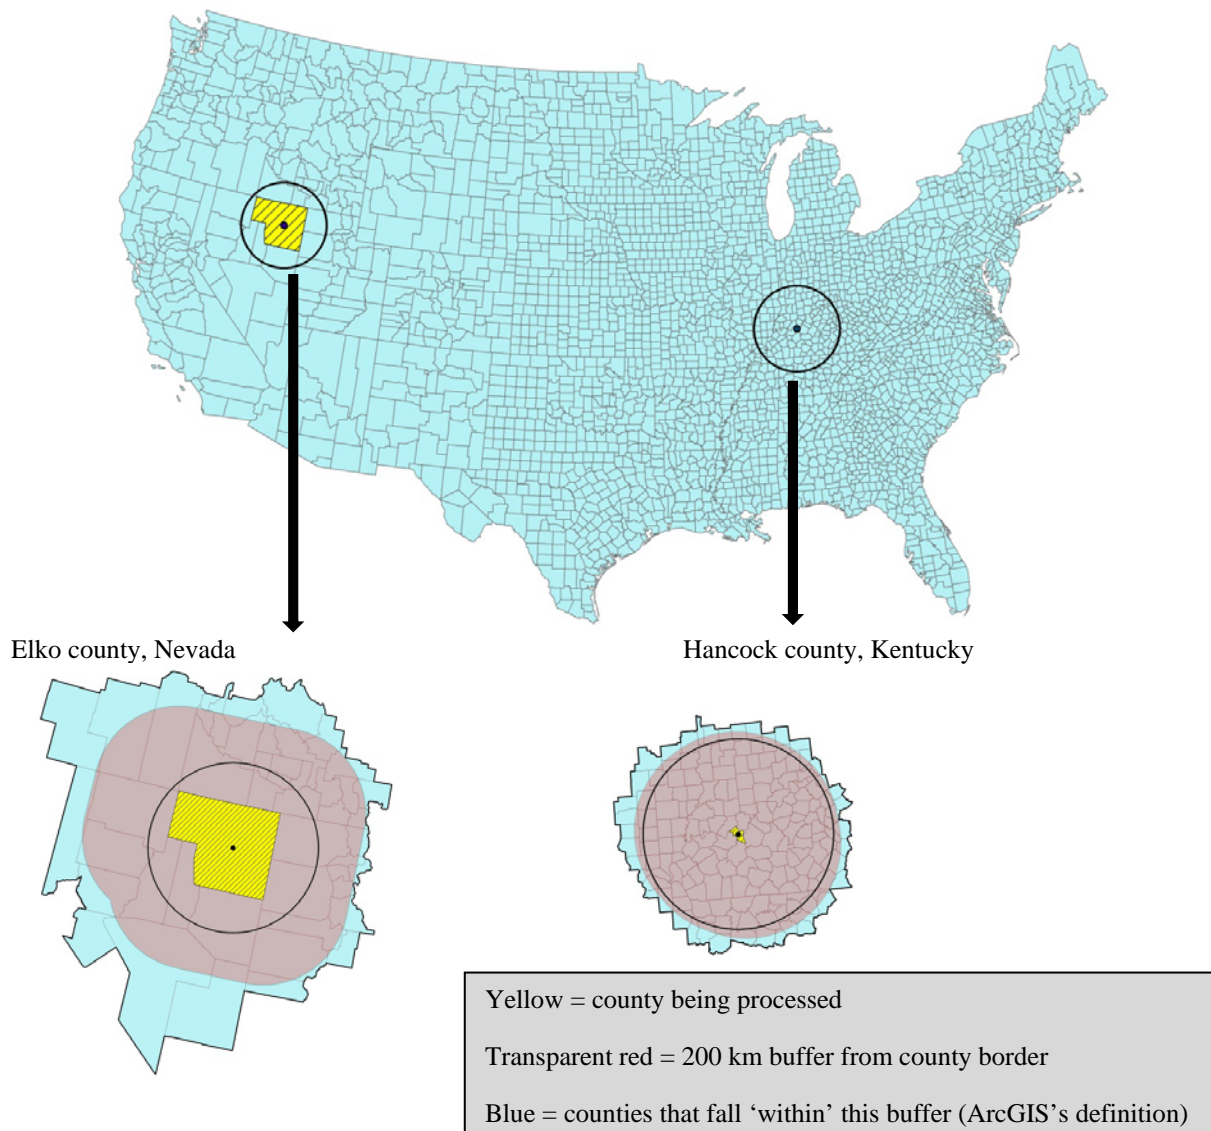 Elko county, Nevada
Hancock county, Kentucky
Yellow = county being processed
Transparent red = 200 km buffer from county border
Blue = counties that fall ‘within’ this buffer (ArcGIS’s definition)